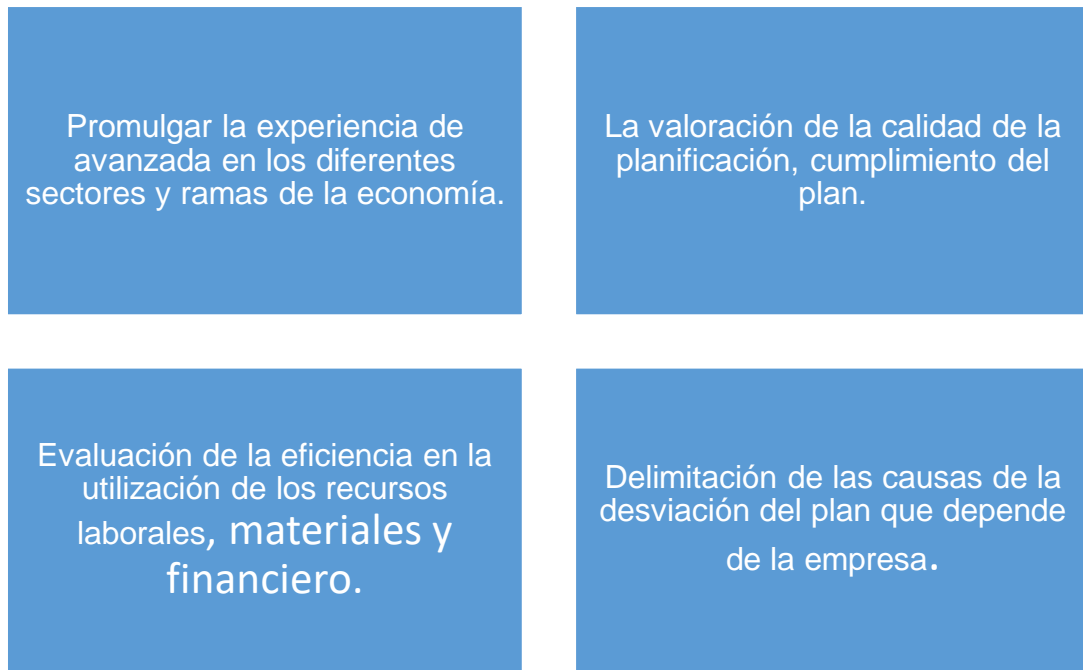 Promulgar la experiencia de
avanzada en los diferentes
sectores y ramas de la economía.
La valoración de la calidad de la
planificación, cumplimiento del
plan.
Evaluación de la eficiencia en la
utilización de los recursos
laborales, materiales y
financiero.
Delimitación de las causas de la
desviación del plan que depende
de la empresa.